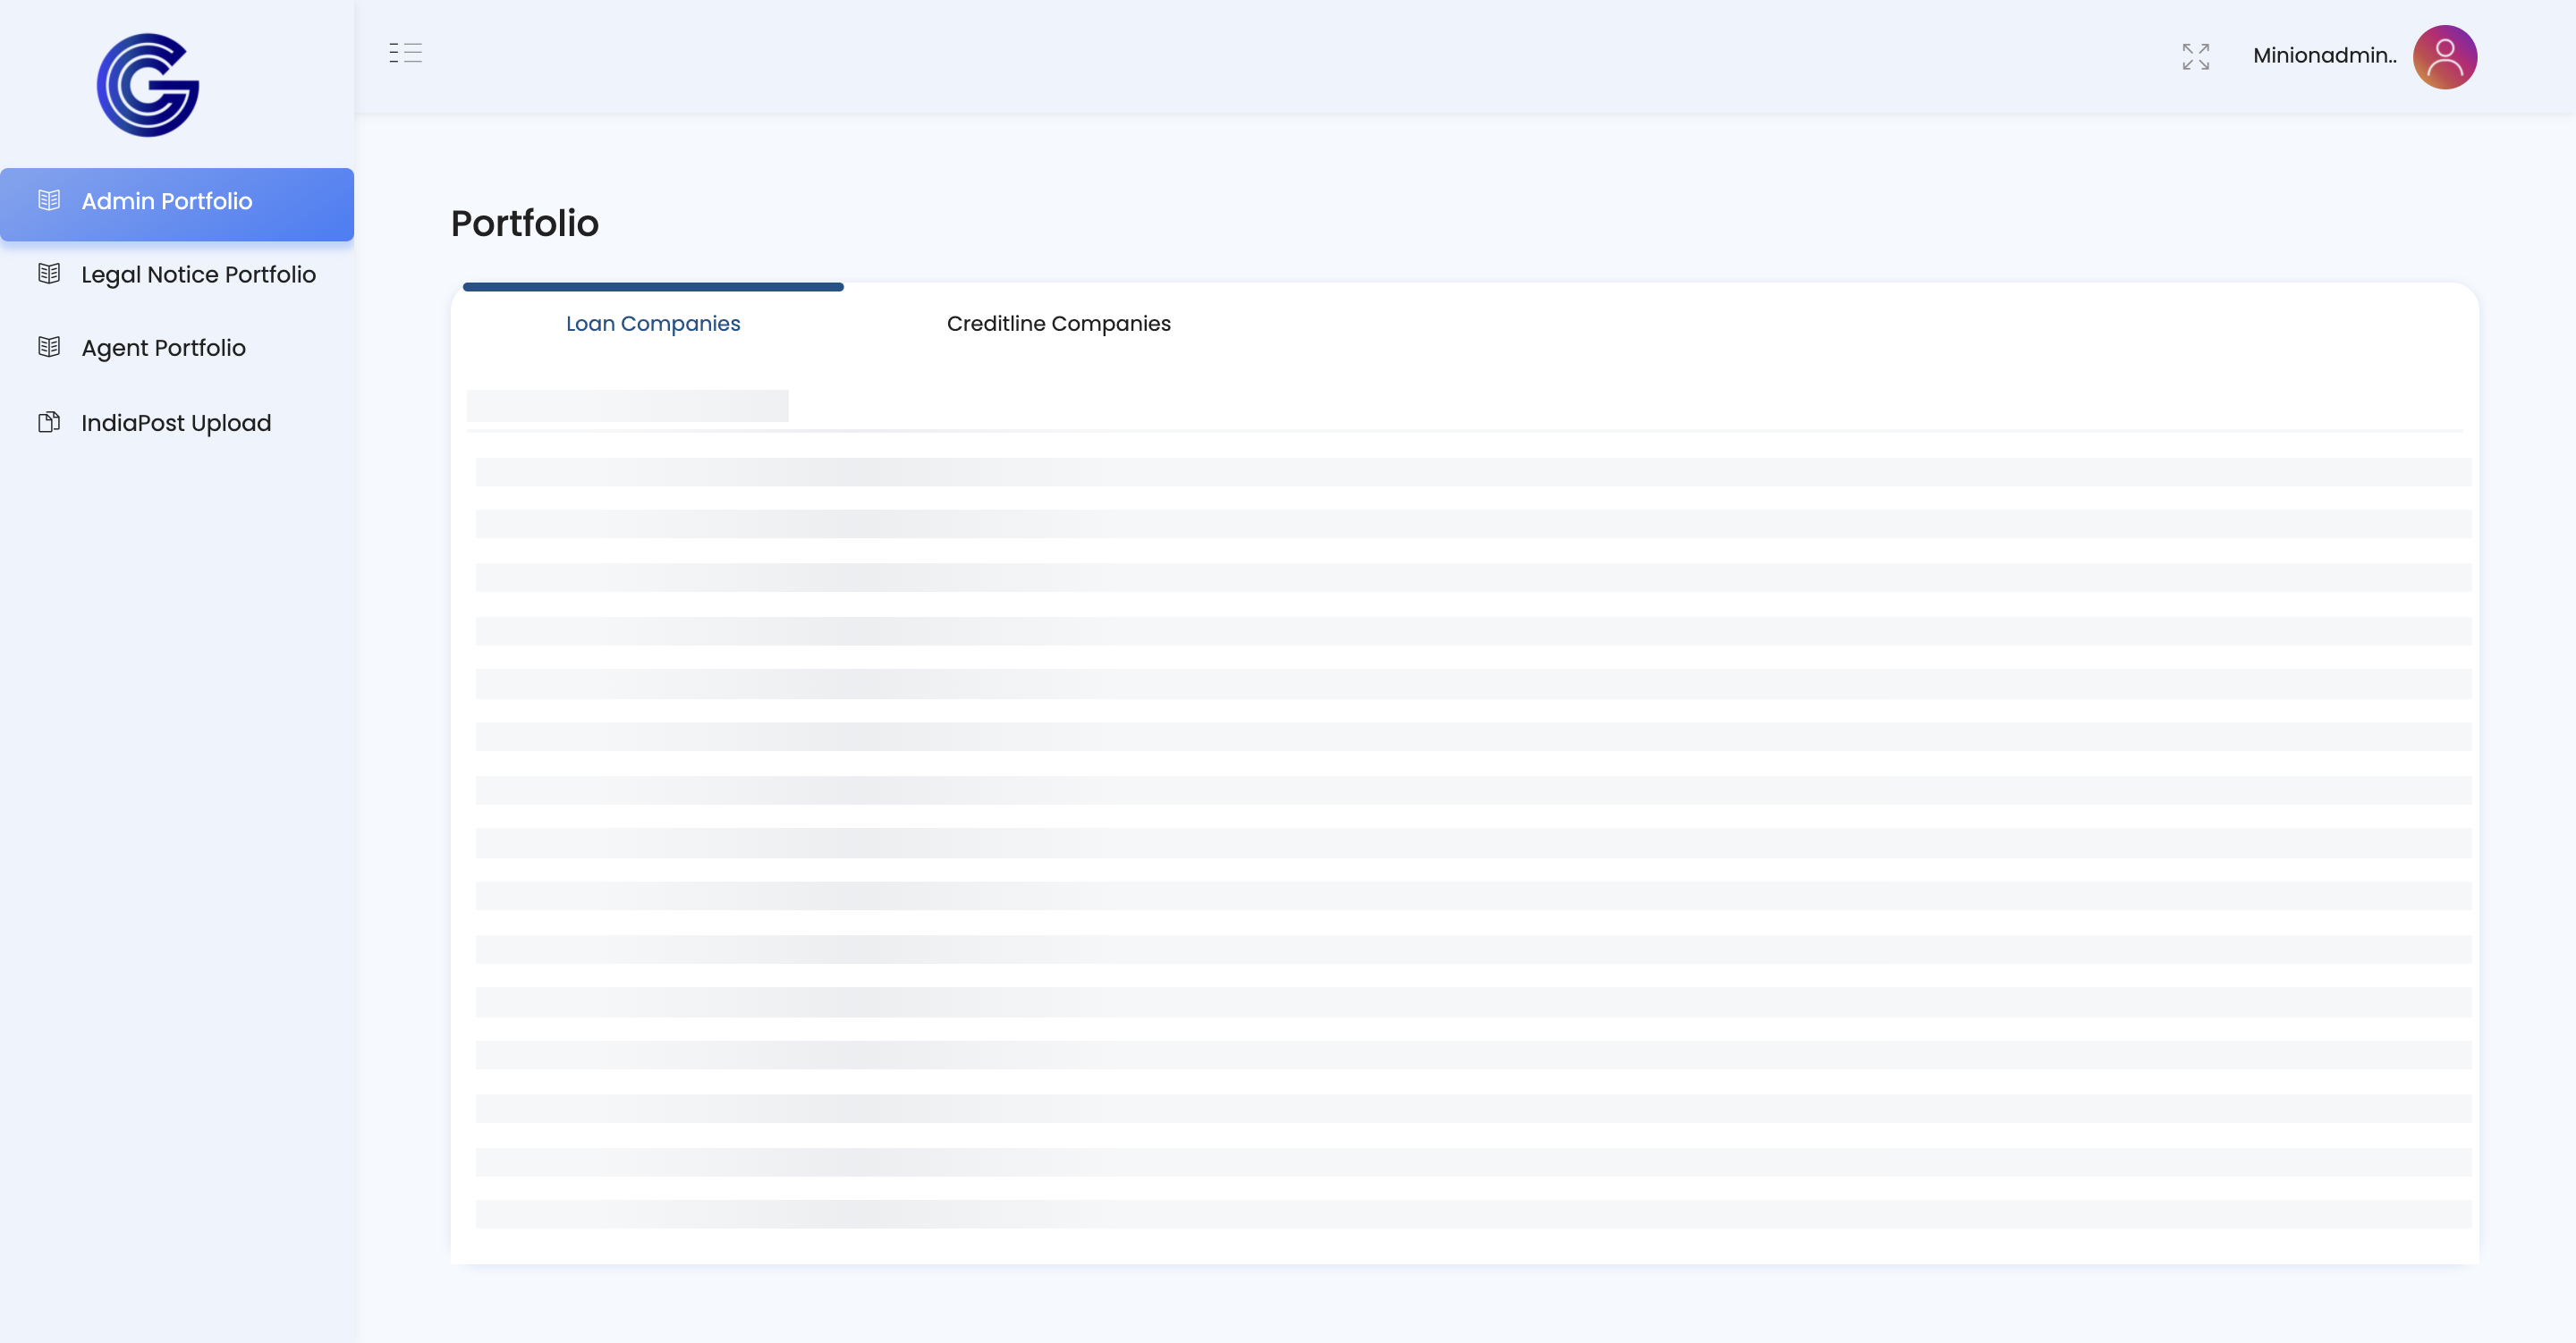 Minionadmin..
Admin Portfolio
Legal Notice Portfolio
Agent Portfolio
IndiaPost Upload
Portfolio
Loan Companies
Creditline Companies